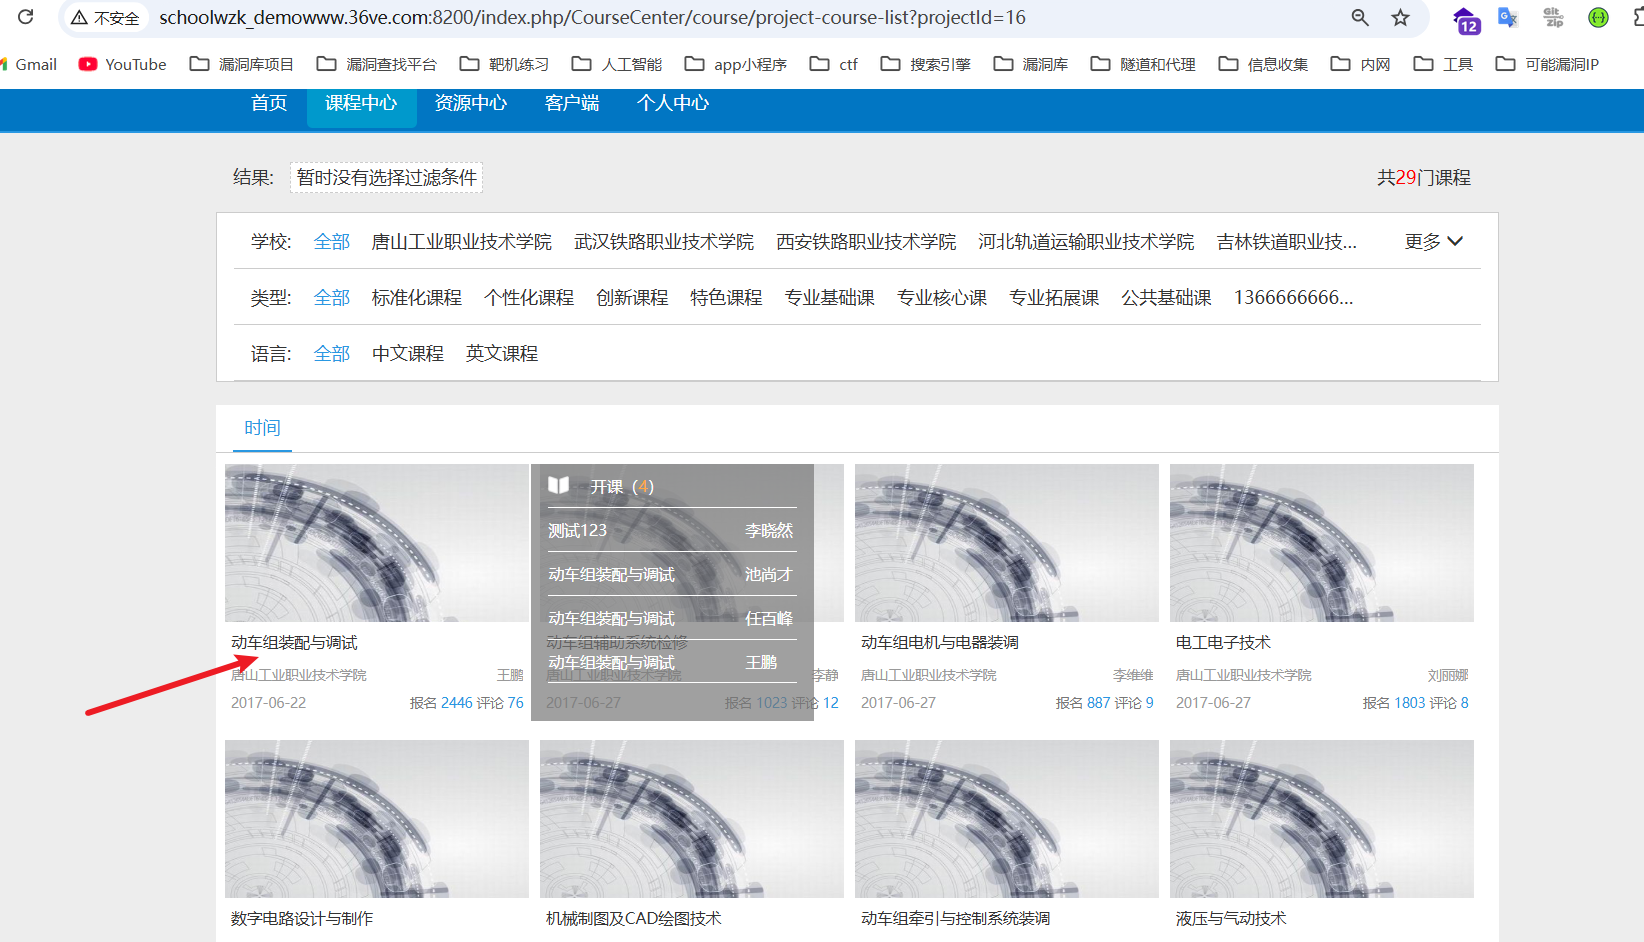 不安全 schoolwzk_demowww.36ve.com:8200/index.php/CourseCenter/course/project-course-list?projectId=16 12
Gmail YouTube 漏洞库项目 漏洞查找平台 靶机练习 人工智能 app小程序 ctf 搜索引擎 漏洞库 隧道和代理 信息收集 内网 工具 可能漏洞IP
首页 课程中心 资源中心 客户端 个人中心
结果: 暂时没有选择过滤条件 共29门课程
学校: 全部 唐山工业职业技术学院 武汉铁路职业技术学院 西安铁路职业技术学院 河北轨道运输职业技术学院 吉林铁道职业技... 更多
类型: 全部 标准化课程 个性化课程 创新课程 特色课程 专业基础课 专业核心课 专业拓展课 公共基础课 1366666666...
语言: 全部 中文课程 英文课程
时间
开课（4）
测试123 李晓然
动车组装配与调试 池尚才
动车组装配与调试 任百峰
动车组装配与调试 王鹏
动车组装配与调试 动车组辅助系统检修 动车组电机与电器装调 电工电子技术
唐山工业职业技术学院 王鹏 唐山工业职业技术学院 李静 唐山工业职业技术学院 李维维 唐山工业职业技术学院 刘丽娜
2017-06-22 报名 2446 评论 76 2017-06-27 报名 1023 评论 12 2017-06-27 报名 887 评论 9 2017-06-27 报名 1803 评论 8
数字电路设计与制作 机械制图及CAD绘图技术 动车组牵引与控制系统装调 液压与气动技术